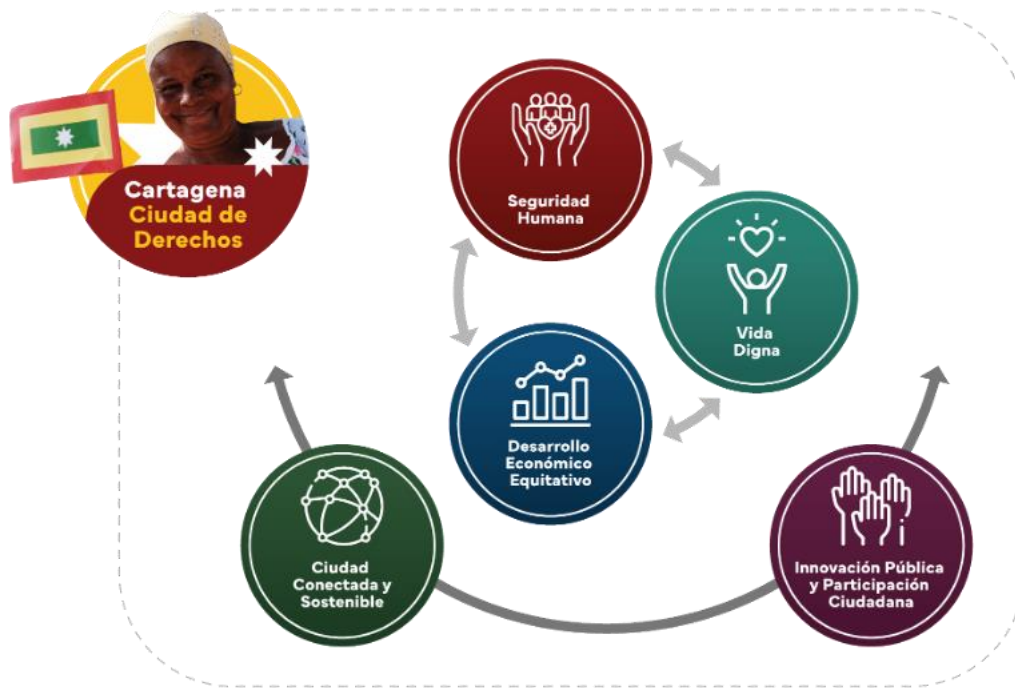 Cartagena
Ciudad de
Derechos
Seguridad
Humana
Vida
Digna
Desarrollo
Económico
Equitativo
Ciudad
Conectada y
Sostenible
Innovación Pública
y Participación
Ciudadana